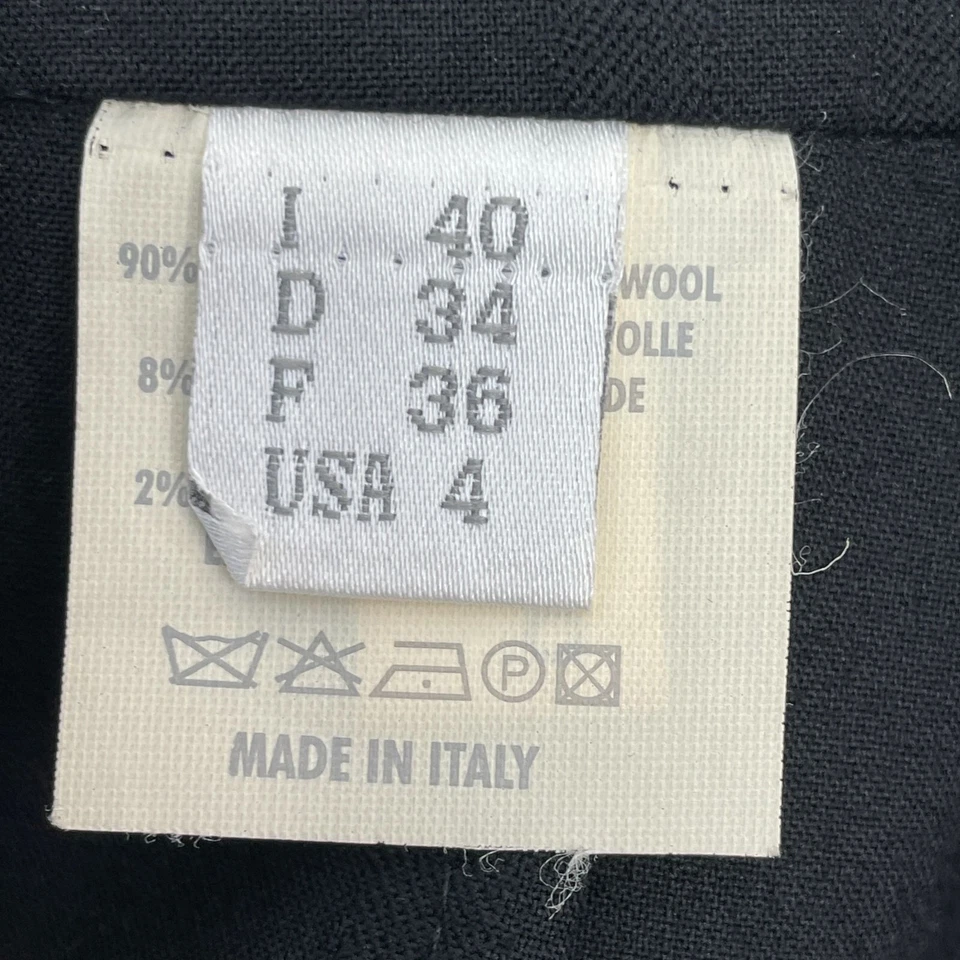 I 40
D 34
F 36
USA 4
90% WOOL
OLLE
8% DE
2%
P
MADE IN ITALY